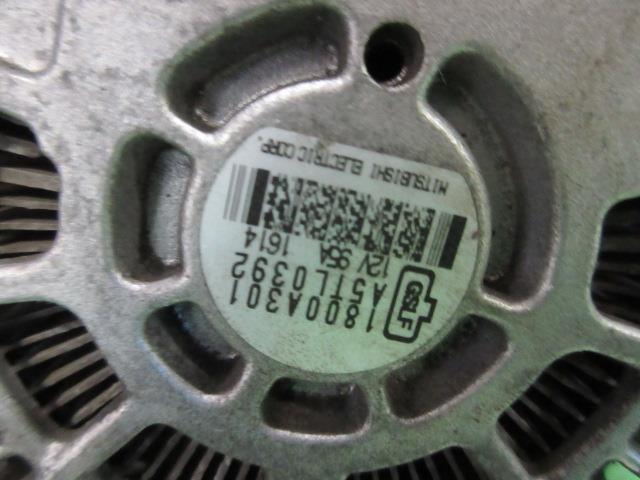 1800A301
A5TL0392
12V 95A 1614
MITSUBISHI ELECTRIC CORP.